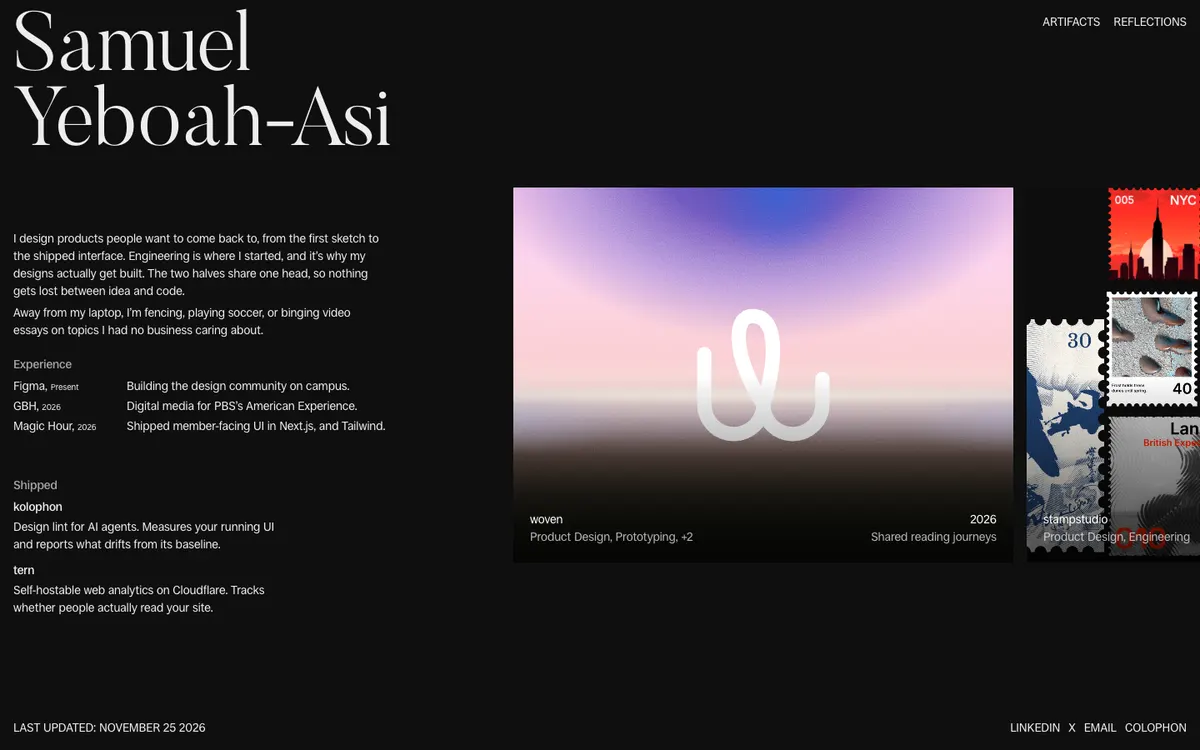 Samuel
Yeboah-Asi
ARTIFACTS REFLECTIONS
I design products people want to come back to, from the first sketch to
the shipped interface. Engineering is where I started, and it's why my
designs actually get built. The two halves share one head, so nothing
gets lost between idea and code.
Away from my laptop, I'm fencing, playing soccer, or binging video
essays on topics I had no business caring about.
Experience
Figma, Present Building the design community on campus.
GBH, 2026 Digital media for PBS's American Experience.
Magic Hour, 2026 Shipped member-facing UI in Next.js, and Tailwind.
Shipped
kolophon
Design lint for AI agents. Measures your running UI
and reports what drifts from its baseline.
tern
Self-hostable web analytics on Cloudflare. Tracks
whether people actually read your site.
woven 2026
Product Design, Prototyping, +2 Shared reading journeys
005 NYC
30
40
Lan
British Expe
stampstudio
Product Design, Engineering
LAST UPDATED: NOVEMBER 25 2026
LINKEDIN X EMAIL COLOPHON